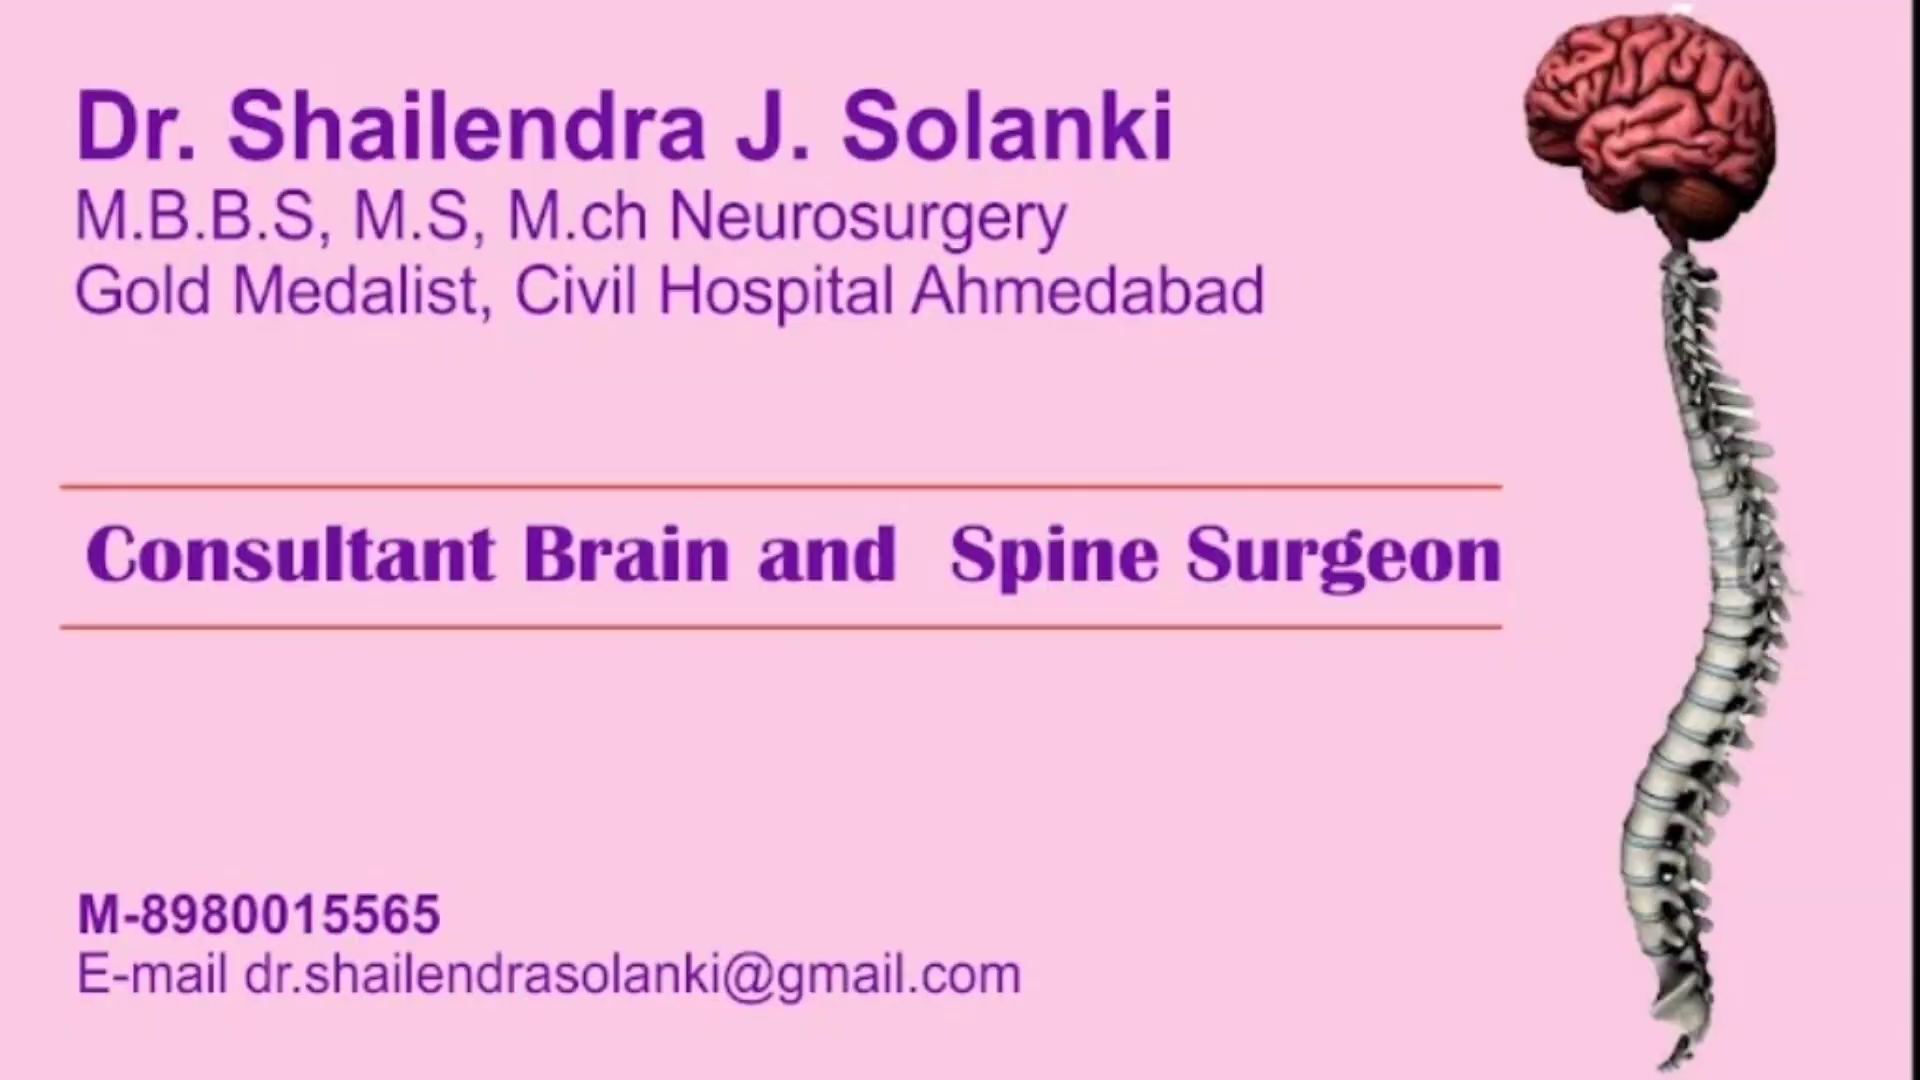 Dr. Shailendra J. Solanki
M.B.B.S, M.S, M.ch Neurosurgery
Gold Medalist, Civil Hospital Ahmedabad
Consultant Brain and Spine Surgeon
M-8980015565
E-mail dr.shailendrasolanki@gmail.com